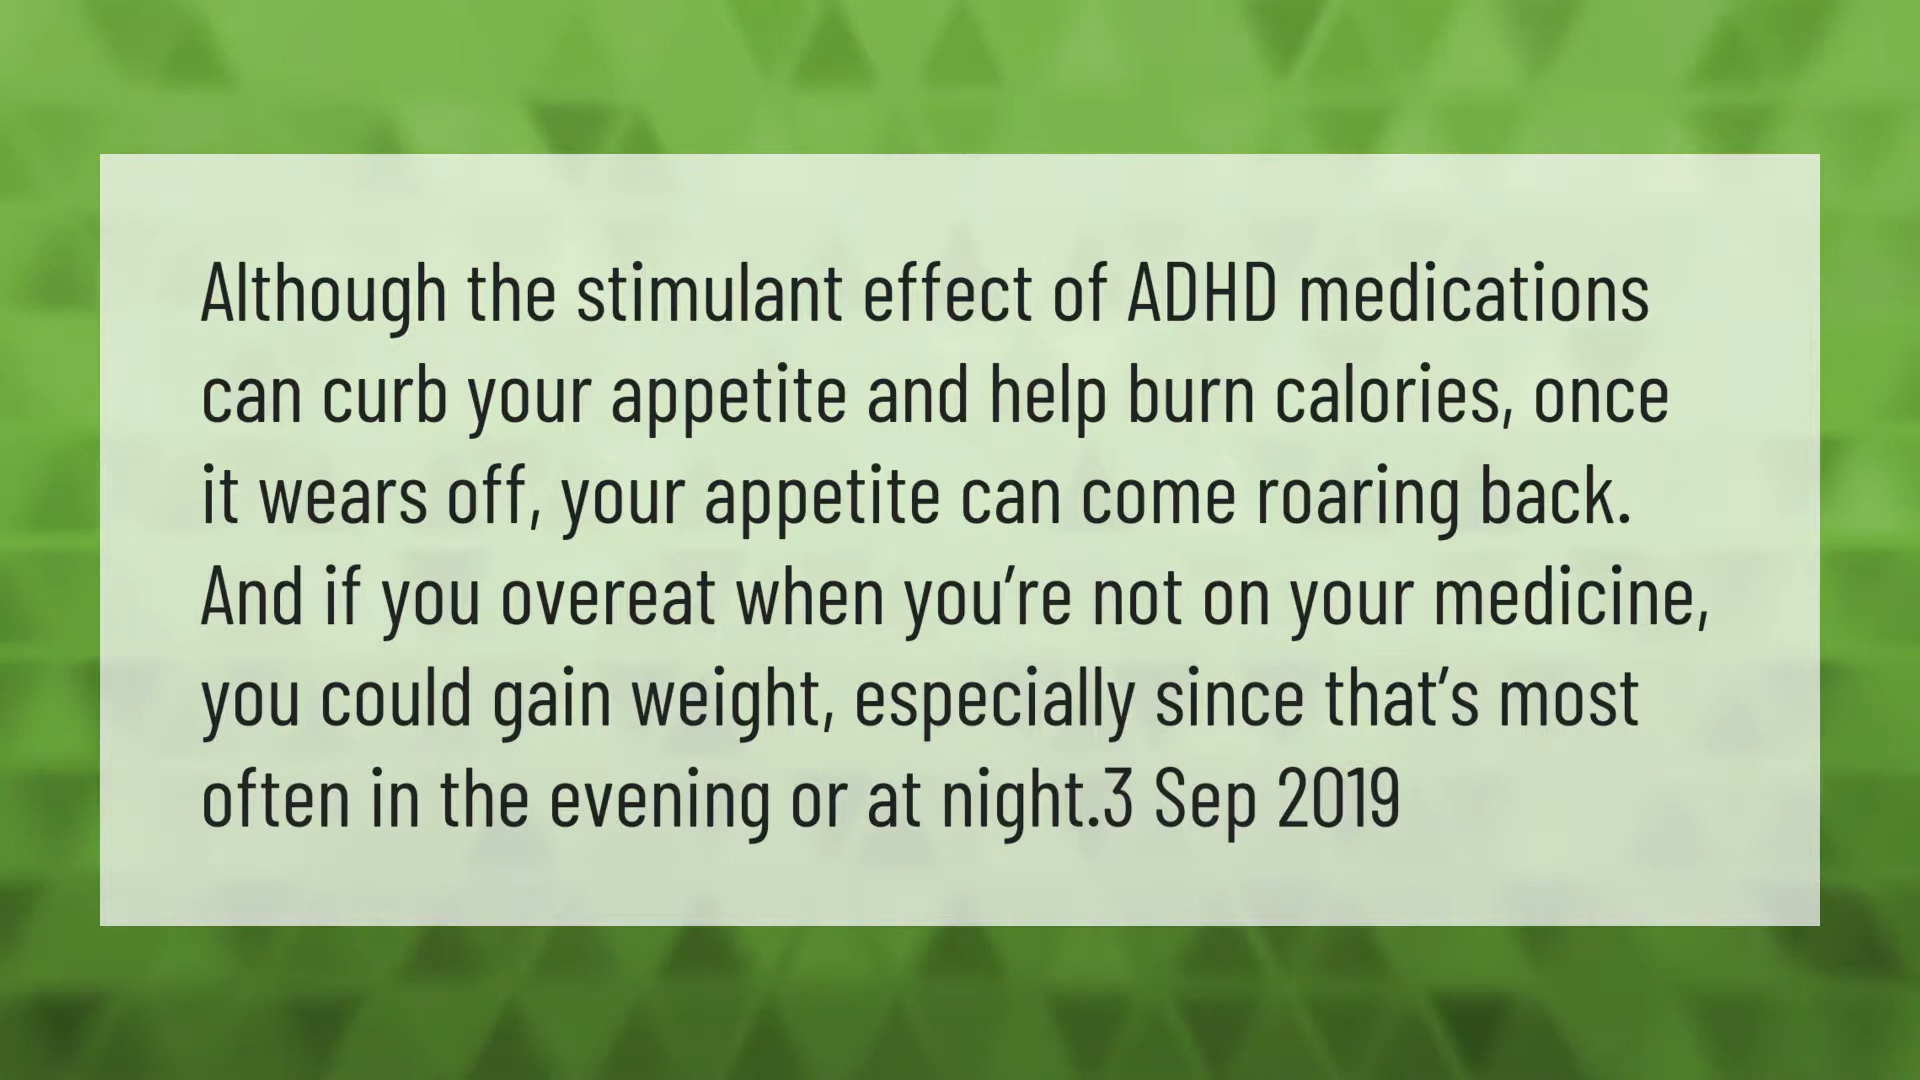 Although the stimulant effect of ADHD medications
can curb your appetite and help burn calories, once
it wears off, your appetite can come roaring back.
And if you overeat when you’re not on your medicine,
you could gain weight, especially since that’s most
often in the evening or at night.3 Sep 2019